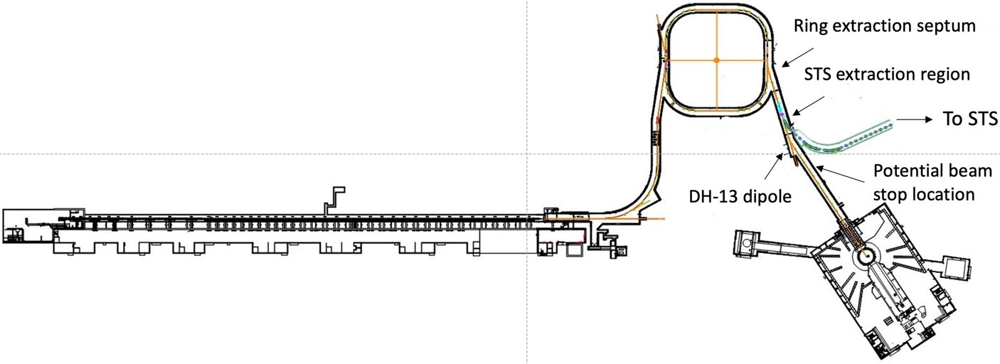 Ring extraction septum
STS extraction region
To STS
DH-13 dipole
Potential beam
stop location